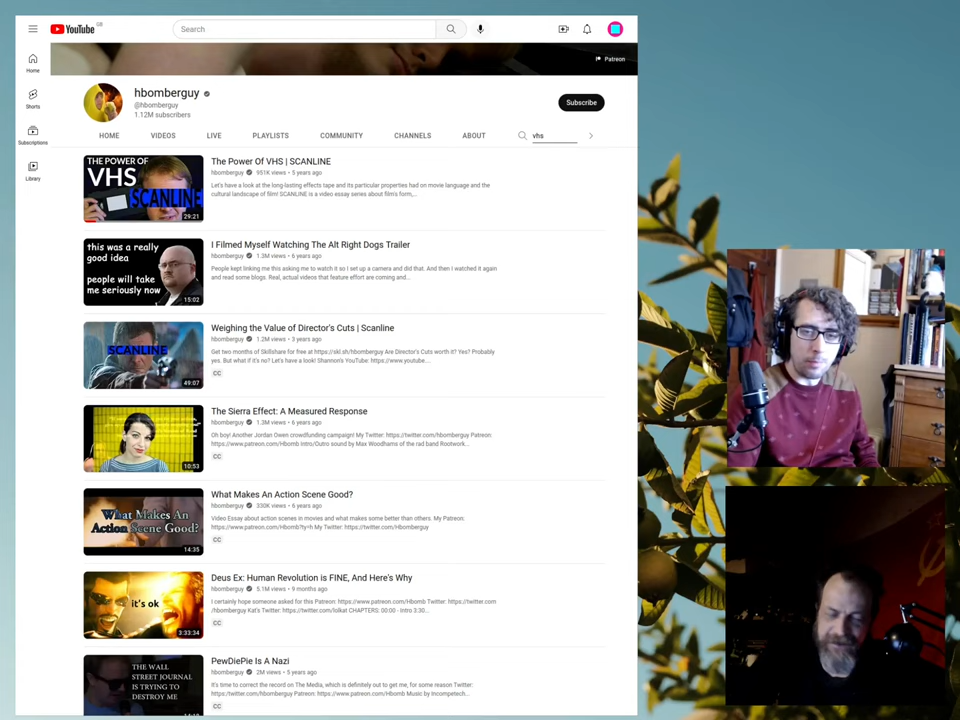 YouTube GB
Search
Home
Shorts
Subscriptions
Library
Patreon
hbomberguy
@hbomberguy
1.12M subscribers
Subscribe
HOME VIDEOS LIVE PLAYLISTS COMMUNITY CHANNELS ABOUT vhs
THE POWER OF
VHS
SCANLINE
29:21
The Power Of VHS | SCANLINE
hbomberguy 951K views • 5 years ago
Let's have a look at the long-lasting effects tape and its particular properties had on movie language and the
cultural landscape of film! SCANLINE is a video essay series about film's form,...
this was a really
good idea
people will take
me seriously now
15:02
I Filmed Myself Watching The Alt Right Dogs Trailer
hbomberguy 1.3M views • 6 years ago
People kept linking me this asking me to watch it so I set up a camera and did that. And then I watched it again
and read some blogs. Real, actual videos that feature effort are coming and...
SCANLINE
49:07
Weighing the Value of Director's Cuts | Scanline
hbomberguy 1.2M views • 3 years ago
Get two months of Skillshare for free at https://skl.sh/hbomberguy Are Director's Cuts worth it? Yes? Probably
yes. But what if it's no? Let's have a look! Shannon's YouTube: https://www.youtube...
CC
10:53
The Sierra Effect: A Measured Response
hbomberguy 1.3M views • 6 years ago
Oh boy! Another Jordan Owen crowdfunding campaign! My Twitter: https://twitter.com/hbomberguy Patreon:
https://www.patreon.com/Hbomb Intro/Outro sound by Max Woodhams of the rad band Rootwork...
CC
What Makes An
Action Scene Good?
14:35
What Makes An Action Scene Good?
hbomberguy 330K views • 6 years ago
Video Essay about action scenes in movies and what makes some better than others. My Patreon:
https://www.patreon.com/Hbomb?ty=h My Twitter: https://twitter.com/Hbomberguy
CC
it's ok
3:33:34
Deus Ex: Human Revolution is FINE, And Here's Why
hbomberguy 5.1M views • 9 months ago
I certainly hope someone asked for this Patreon: https://www.patreon.com/Hbomb Twitter: https://twitter.com
/hbomberguy Kat's Twitter: https://twitter.com/lolkat CHAPTERS: 00:00 - Intro 3:30...
CC
THE WALL
STREET JOURNAL
IS TRYING TO
DESTROY ME
PewDiePie Is A Nazi
hbomberguy 2M views • 5 years ago
It's time to correct the record on The Media, which is definitely out to get me, for some reason Twitter:
https://twitter.com/hbomberguy Patreon: https://www.patreon.com/Hbomb Music by Incompetech...
CC